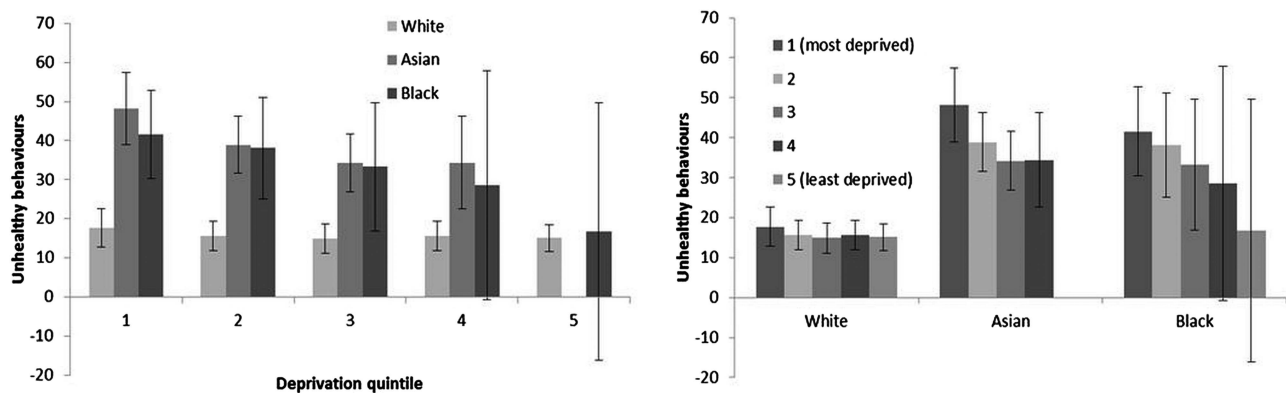 70
60
50
40
30
20
10
0
-10
-20
Unhealthy behaviours
White
Asian
Black
1 2 3 4 5
Deprivation quintile
70
60
50
40
30
20
10
0
-10
-20
Unhealthy behaviours
1 (most deprived)
2
3
4
5 (least deprived)
White Asian Black